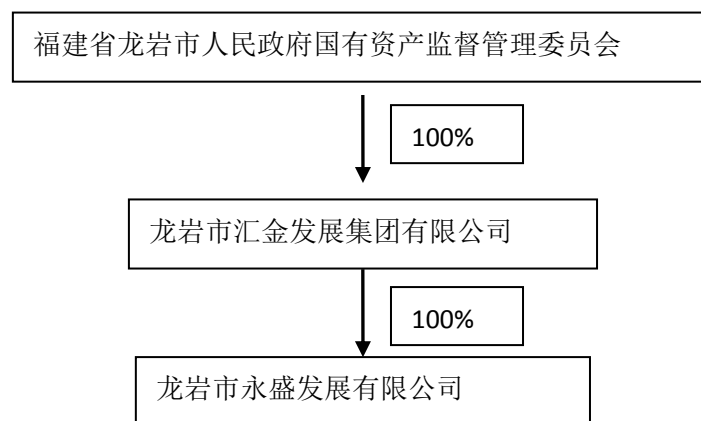 福建省龙岩市人民政府国有资产监督管理委员会
100%
龙岩市汇金发展集团有限公司
100%
龙岩市永盛发展有限公司